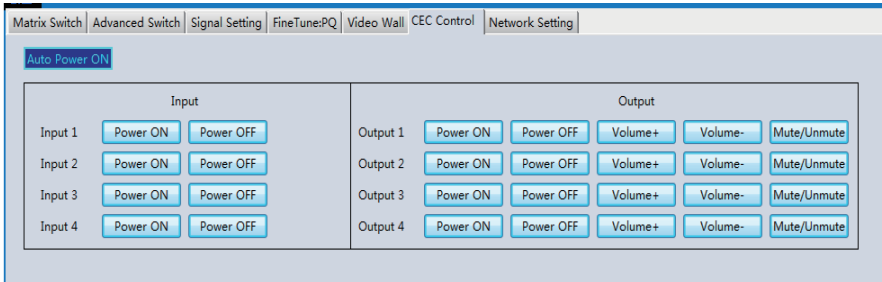 Matrix Switch Advanced Switch Signal Setting FineTune:PQ Video Wall CEC Control Network Setting
Auto Power ON
Input Output
Input 1 Power ON Power OFF Output 1 Power ON Power OFF Volume+ Volume- Mute/Unmute
Input 2 Power ON Power OFF Output 2 Power ON Power OFF Volume+ Volume- Mute/Unmute
Input 3 Power ON Power OFF Output 3 Power ON Power OFF Volume+ Volume- Mute/Unmute
Input 4 Power ON Power OFF Output 4 Power ON Power OFF Volume+ Volume- Mute/Unmute